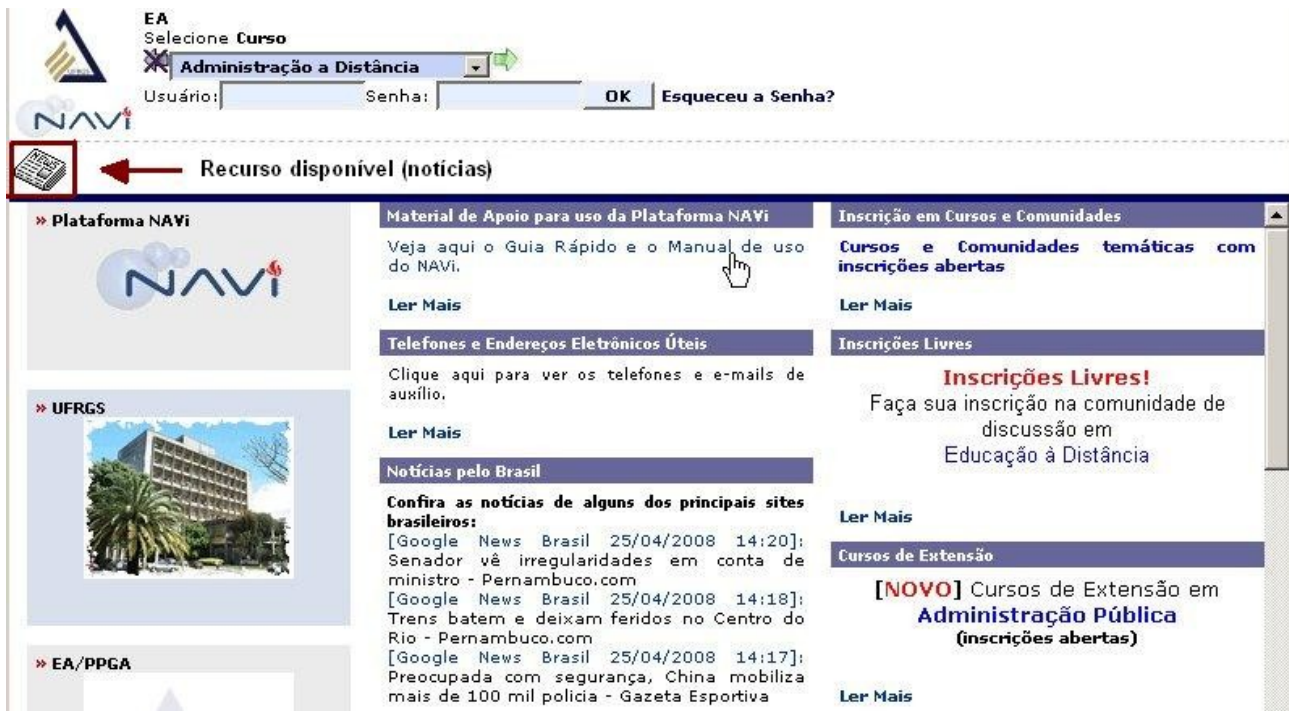 EA
Selecione Curso
Administração a Distância
Usuário: Senha: OK Esqueceu a Senha?
UFRGS
NAVi
NEWS
Recurso disponível (notícias)
» Plataforma NAVi
NAVi
» UFRGS
» EA/PPGA
Material de Apoio para uso da Plataforma NAVi
Veja aqui o Guia Rápido e o Manual de uso
do NAVi.
Ler Mais
Telefones e Endereços Eletrônicos Úteis
Clique aqui para ver os telefones e e-mails de
auxílio.
Ler Mais
Notícias pelo Brasil
Confira as notícias de alguns dos principais sites
brasileiros:
[Google News Brasil 25/04/2008 14:20]:
Senador vê irregularidades em conta de
ministro - Pernambuco.com
[Google News Brasil 25/04/2008 14:18]:
Trens batem e deixam feridos no Centro do
Rio - Pernambuco.com
[Google News Brasil 25/04/2008 14:17]:
Preocupada com segurança, China mobiliza
mais de 100 mil policia - Gazeta Esportiva
Inscrição em Cursos e Comunidades
Cursos e Comunidades temáticas com
inscrições abertas
Ler Mais
Inscrições Livres
Inscrições Livres!
Faça sua inscrição na comunidade de
discussão em
Educação à Distância
Ler Mais
Cursos de Extensão
[NOVO] Cursos de Extensão em
Administração Pública
(inscrições abertas)
Ler Mais